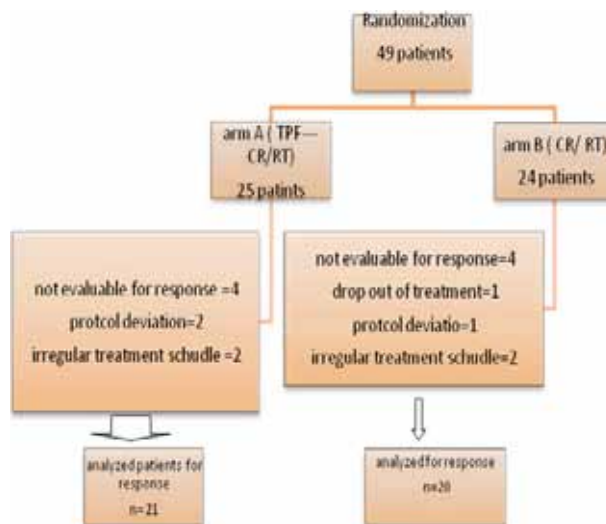 Randomization
49 patients
arm A ( TPF—
CR/RT)
25 patints
arm B ( CR/ RT)
24 patients
not evaluable for response =4
protcol deviation=2
irregular treatment schudle =2
not evaluable for response=4
drop out of treatment=1
protcol deviatio=1
irregular treatment schudle=2
analyzed patients for
response
n=21
analyzed for response
n=20